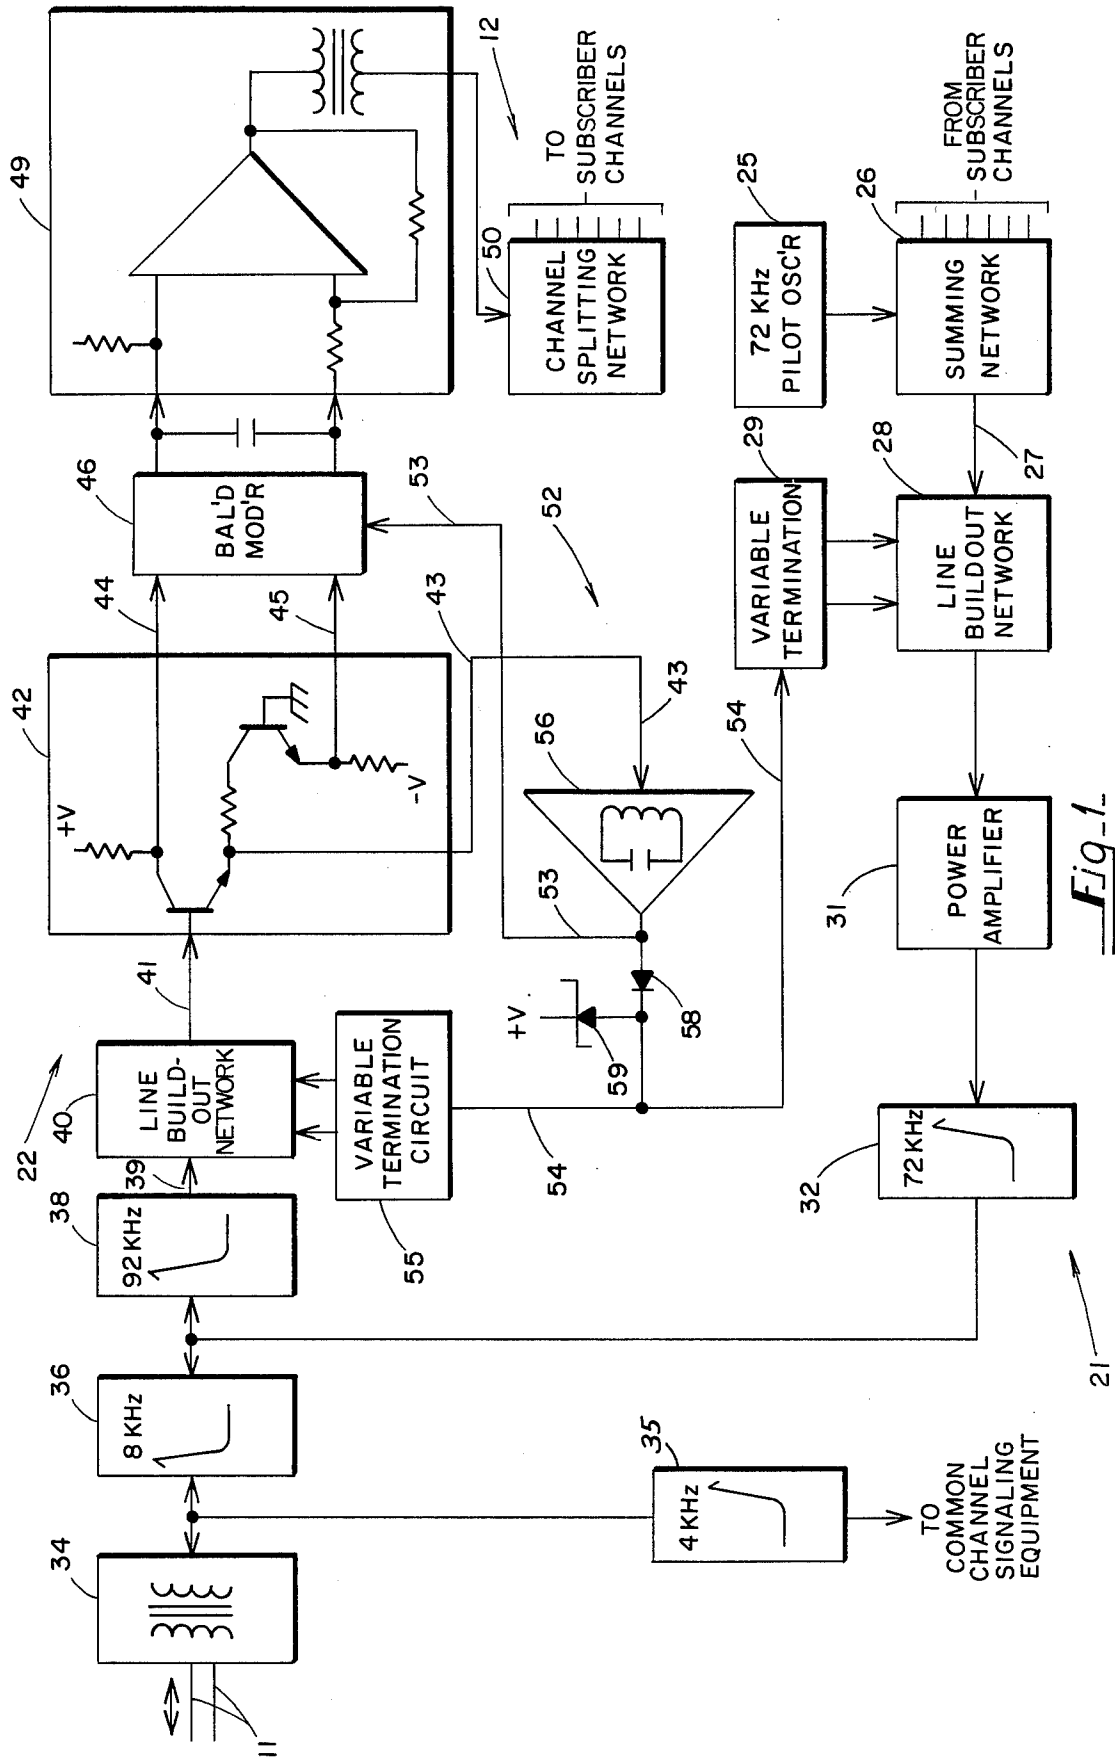 11
34
36
8 KHz
38
92 KHz
39
22
40
LINE
BUILD-
OUT
NETWORK
41
42
+V
-V
44
45
46
BAL'D
MOD'R
49
12
43
53
52
50
CHANNEL
SPLITTING
NETWORK
TO
SUBSCRIBER
CHANNELS
55
VARIABLE
TERMINATION
CIRCUIT
54
+V
59
58
53
56
43
54
29
VARIABLE
TERMINATION
25
72 KHz
PILOT OSC'R
35
4 KHz
TO
COMMON
CHANNEL
SIGNALING
EQUIPMENT
21
32
72 KHz
31
POWER
AMPLIFIER
28
LINE
BUILDOUT
NETWORK
27
26
SUMMING
NETWORK
FROM
SUBSCRIBER
CHANNELS
Fig_1_